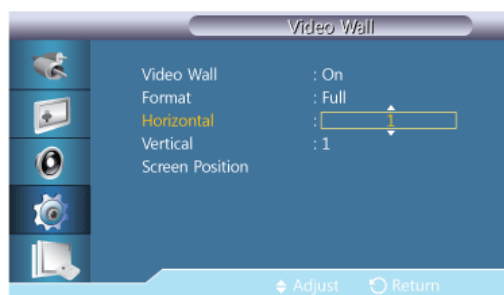 Video Wall
Video Wall : On
Format : Full
Horizontal : 1
Vertical : 1
Screen Position
Adjust Return